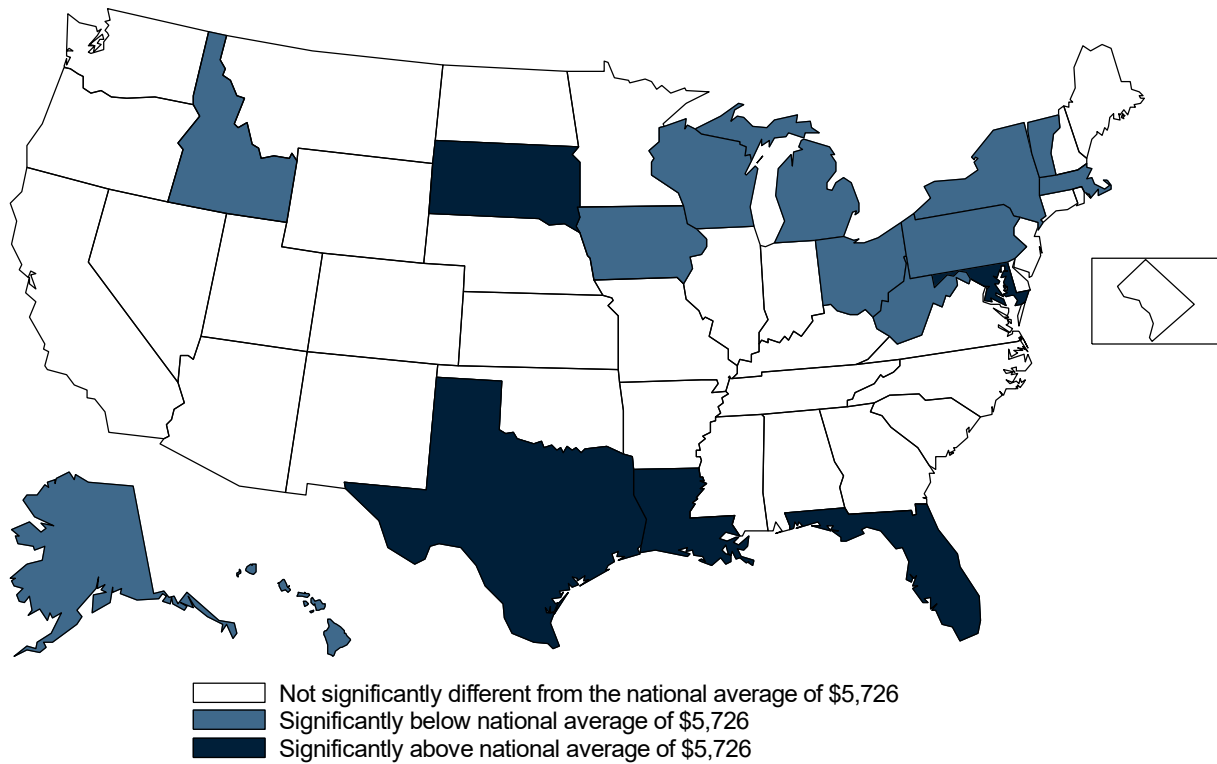 Not significantly different from the national average of $5,726
Significantly below national average of $5,726
Significantly above national average of $5,726